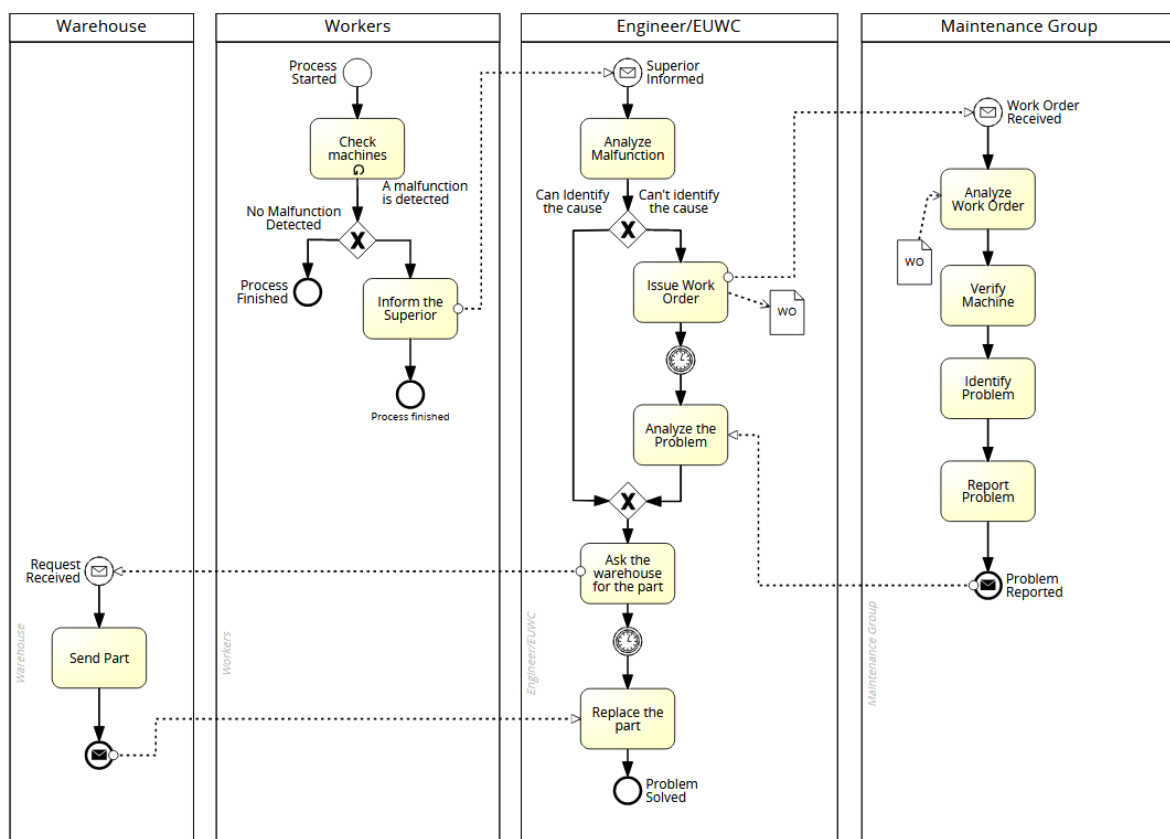 Warehouse
Workers
Engineer/EUWC
Maintenance Group
Process
Started
Check
machines
A malfunction
is detected
No Malfunction
Detected
Process
Finished
Inform the
Superior
Process finished
Superior
Informed
Analyze
Malfunction
Can Identify
the cause
Can't identify
the cause
Issue Work
Order
WO
Analyze the
Problem
Ask the
warehouse
for the part
Replace the
part
Problem
Solved
Work Order
Received
Analyze
Work Order
WO
Verify
Machine
Identify
Problem
Report
Problem
Problem
Reported
Request
Received
Send Part
Warehouse
Workers
Engineer/EUWC
Maintenance Group